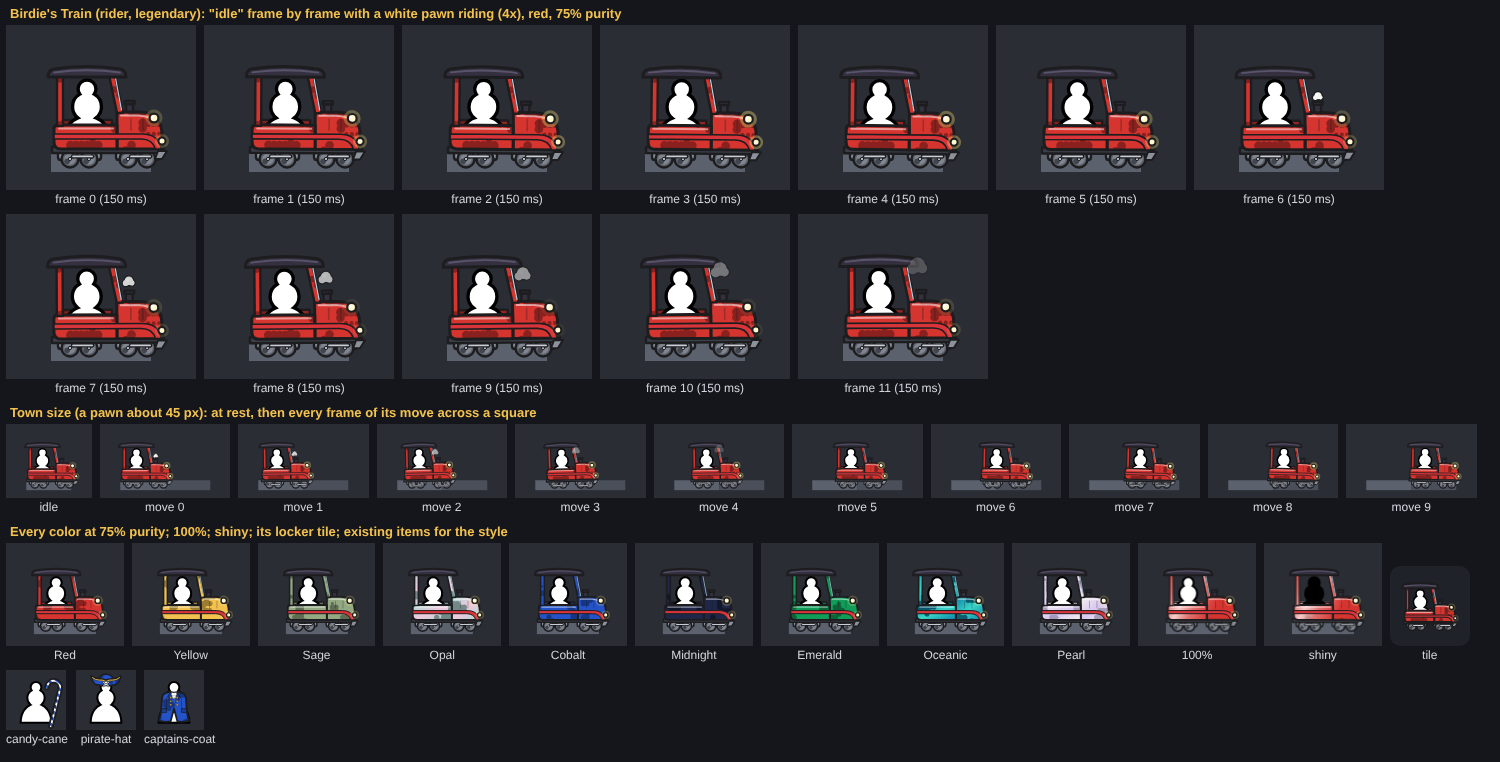 Birdie's Train (rider, legendary): "idle" frame by frame with a white pawn riding (4x), red, 75% purity
frame 0 (150 ms) frame 1 (150 ms) frame 2 (150 ms) frame 3 (150 ms) frame 4 (150 ms) frame 5 (150 ms) frame 6 (150 ms)
frame 7 (150 ms) frame 8 (150 ms) frame 9 (150 ms) frame 10 (150 ms) frame 11 (150 ms)
Town size (a pawn about 45 px): at rest, then every frame of its move across a square
idle move 0 move 1 move 2 move 3 move 4 move 5 move 6 move 7 move 8 move 9
Every color at 75% purity; 100%; shiny; its locker tile; existing items for the style
Red Yellow Sage Opal Cobalt Midnight Emerald Oceanic Pearl 100% shiny tile
candy-cane pirate-hat captains-coat